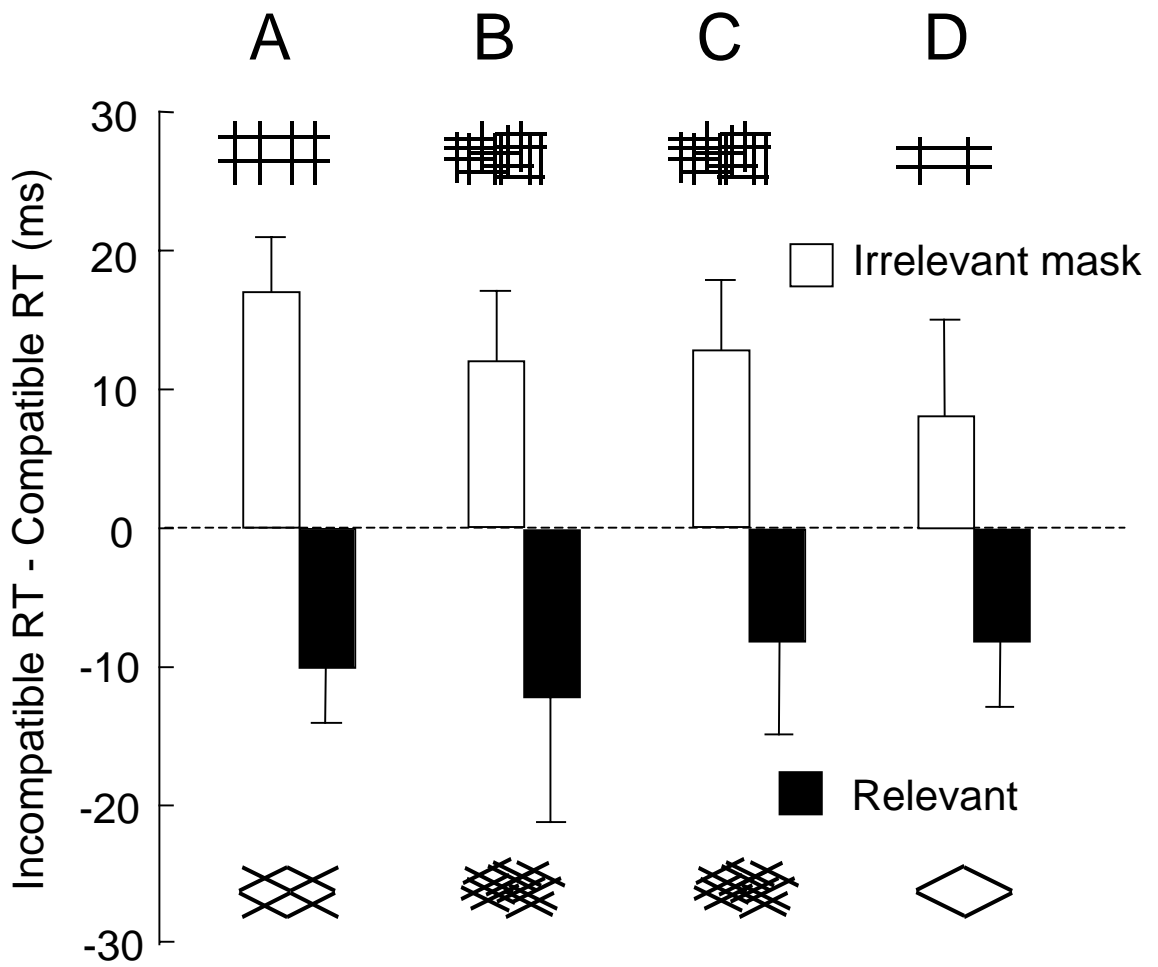 A B C D
30
20
10
0
-10
-20
-30
Incompatible RT - Compatible RT (ms)
Irrelevant mask
Relevant